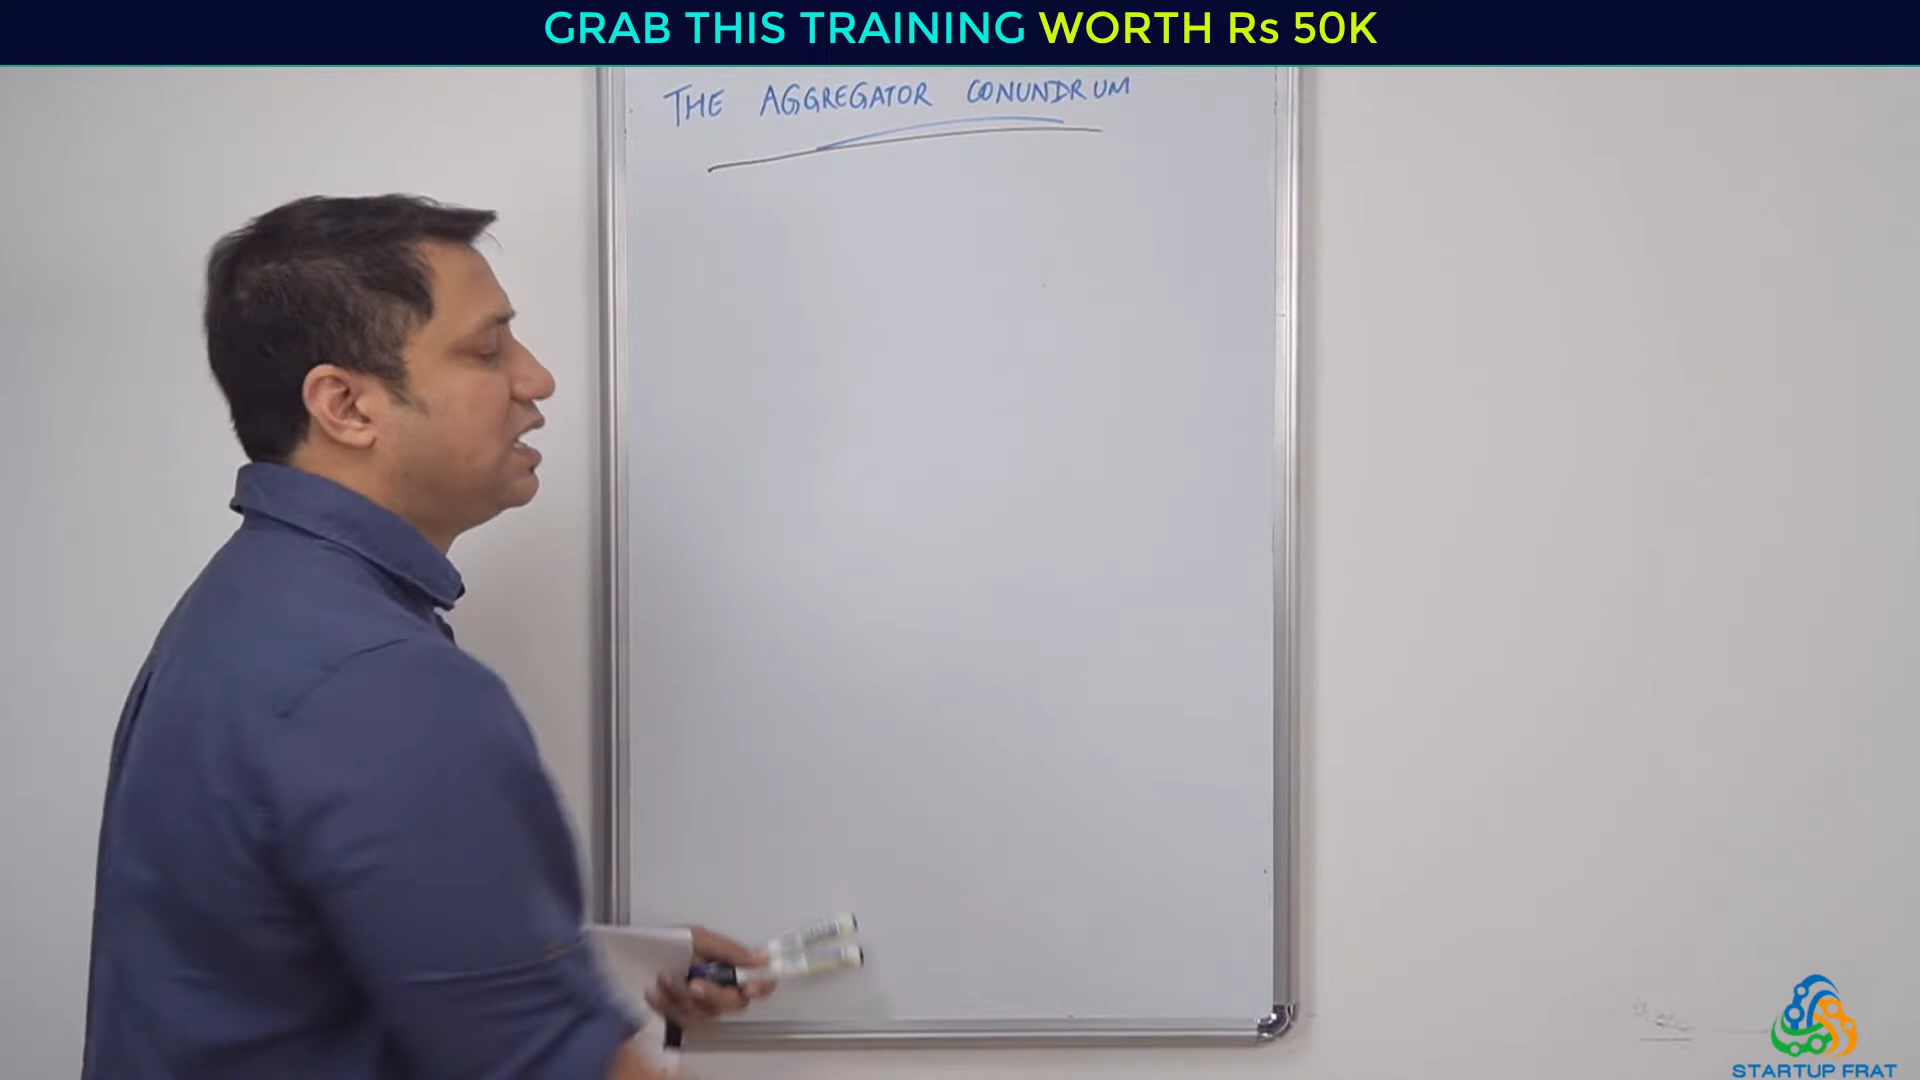 GRAB THIS TRAINING WORTH Rs 50K
THE AGGREGATOR CONUNDRUM
STARTUP FRAT